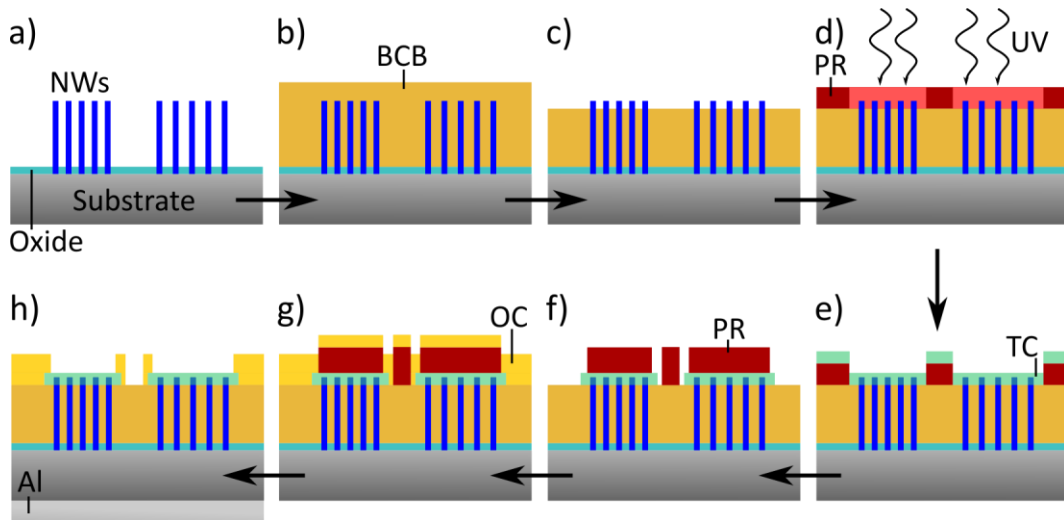 a)
NWs
Substrate
Oxide
b)
BCB
c)
d)
PR
UV
e)
TC
f)
PR
g)
OC
h)
Al